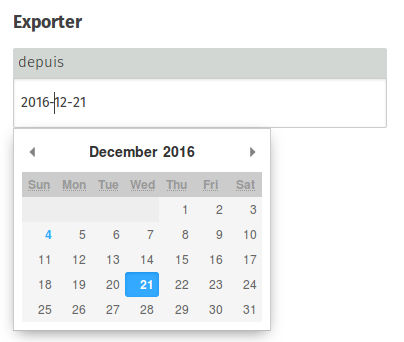 Exporter
depuis
2016-12-21
December 2016
Sun Mon Tue Wed Thu Fri Sat
1 2 3
4 5 6 7 8 9 10
11 12 13 14 15 16 17
18 19 20 21 22 23 24
25 26 27 28 29 30 31